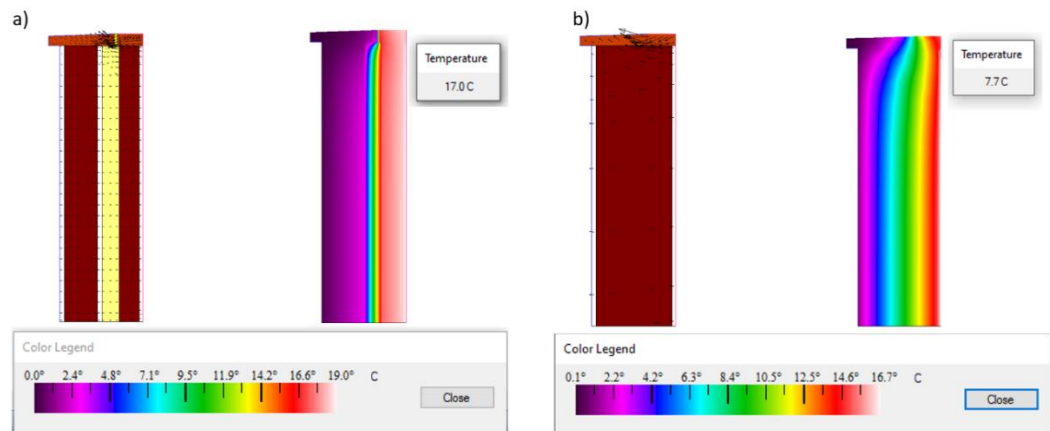 a)
Temperature
17.0 C
Color Legend
0.0° 2.4° 4.8° 7.1° 9.5° 11.9° 14.2° 16.6° 19.0° C
Close
b)
Temperature
7.7 C
Color Legend
0.1° 2.2° 4.2° 6.3° 8.4° 10.5° 12.5° 14.6° 16.7° C
Close